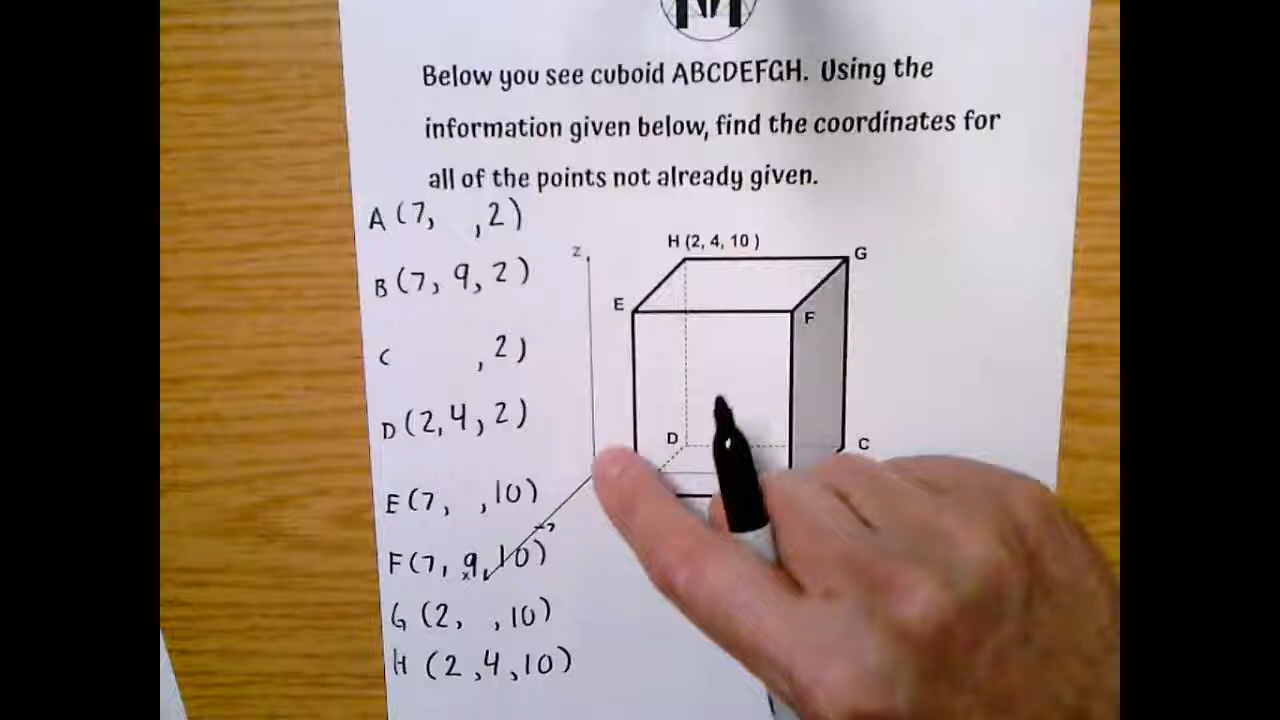 Below you see cuboid ABCDEFGH. Using the
information given below, find the coordinates for
all of the points not already given.
A (7, ,2)
B (7, 9, 2)
C , 2)
D (2, 4, 2)
E (7, ,10)
F (7, 9, 10)
G (2, ,10)
H (2, 4, 10)
z
H (2, 4, 10 )
G
E
F
D
C
7
x